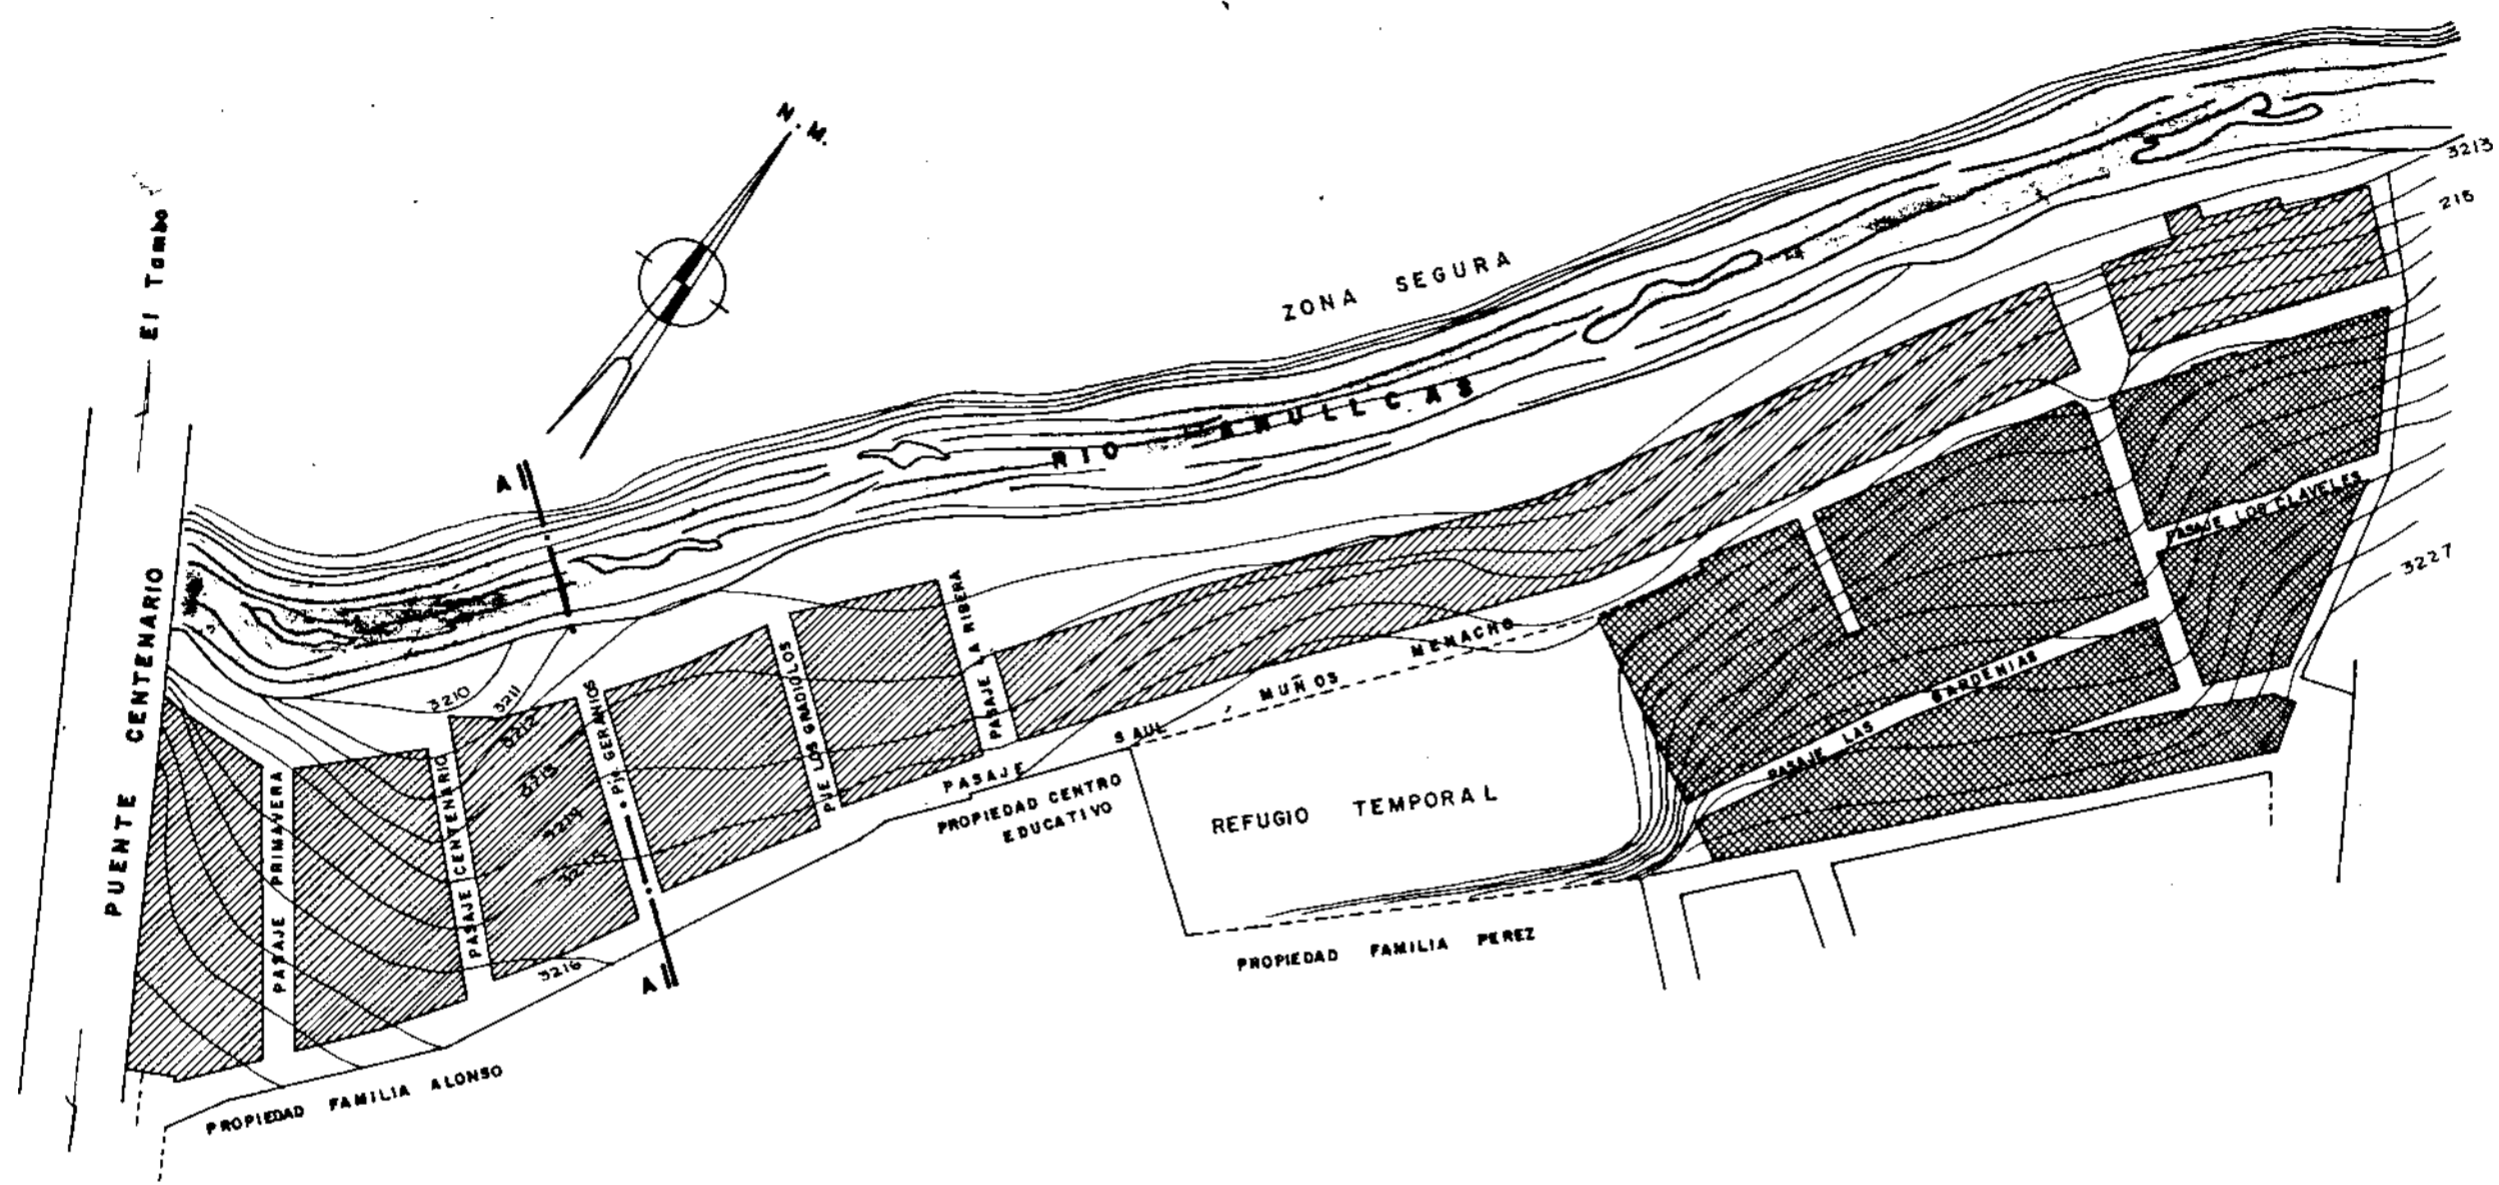 N. M.
El Tambo
ZONA SEGURA
3213
215
RIO
A
PUENTE CENTENARIO
3210
3211
3212
3213
3214
3216
PASAJE PRIMAVERA
PASAJE CENTENARIO
Pje GERANIOS
PJE LOS GRADIOLOS
PASAJE LA RIBERA
PASAJE SAUL MUÑOS MENACHO
PASAJE LOS CLAVELES
3227
PASAJE LAS GARDENIAS
PROPIEDAD CENTRO
EDUCATIVO
REFUGIO TEMPORAL
PROPIEDAD FAMILIA PEREZ
A
PROPIEDAD FAMILIA ALONSO